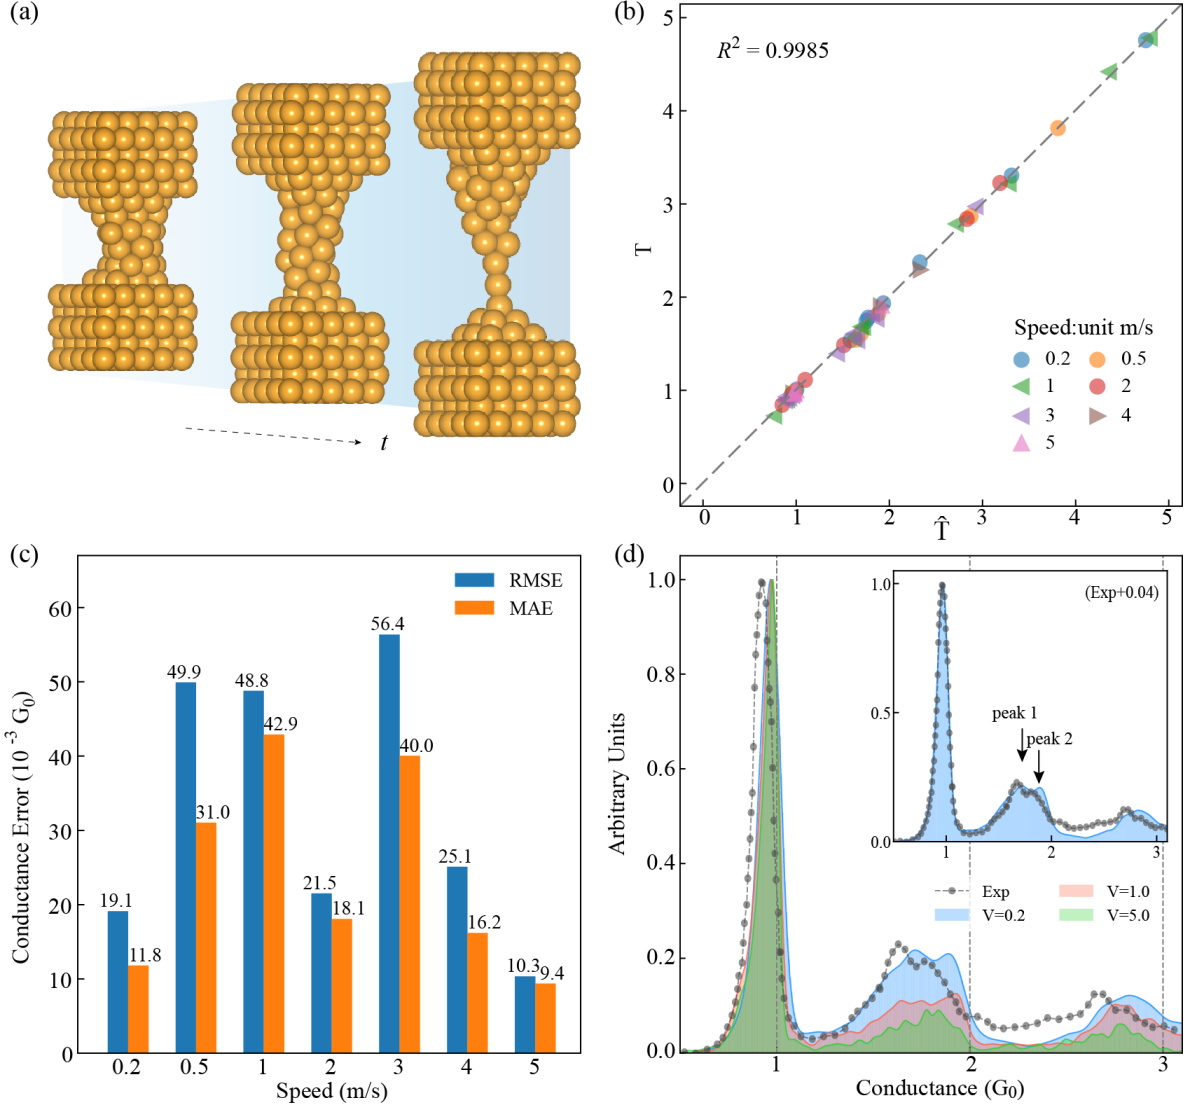 (a)
t
(b)
R² = 0.9985
T
5
4
3
2
1
0
Speed:unit m/s
0.2
0.5
1
2
3
4
5
0 1 2 3 4 5
T̂
(c)
Conductance Error (10⁻³ G₀)
60
50
40
30
20
10
0
RMSE
MAE
19.1
11.8
49.9
31.0
48.8
42.9
21.5
18.1
56.4
40.0
25.1
16.2
10.3
9.4
0.2 0.5 1 2 3 4 5
Speed (m/s)
(d)
Arbitrary Units
1.0
0.8
0.6
0.4
0.2
0.0
(Exp+0.04)
1.0
0.5
0.0
peak 1
peak 2
1 2 3
Exp
V=1.0
V=0.2
V=5.0
1 2 3
Conductance (G₀)